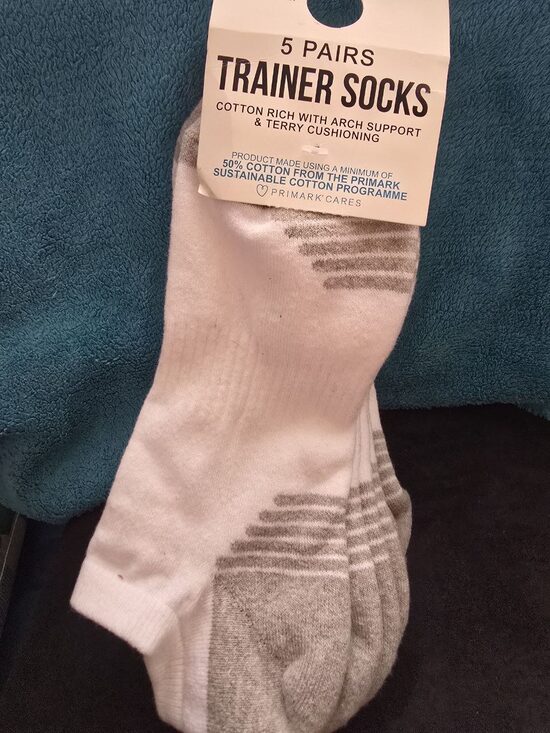 5 PAIRS
TRAINER SOCKS
COTTON RICH WITH ARCH SUPPORT
& TERRY CUSHIONING
PRODUCT MADE USING A MINIMUM OF
50% COTTON FROM THE PRIMARK
SUSTAINABLE COTTON PROGRAMME
PRIMARK CARES